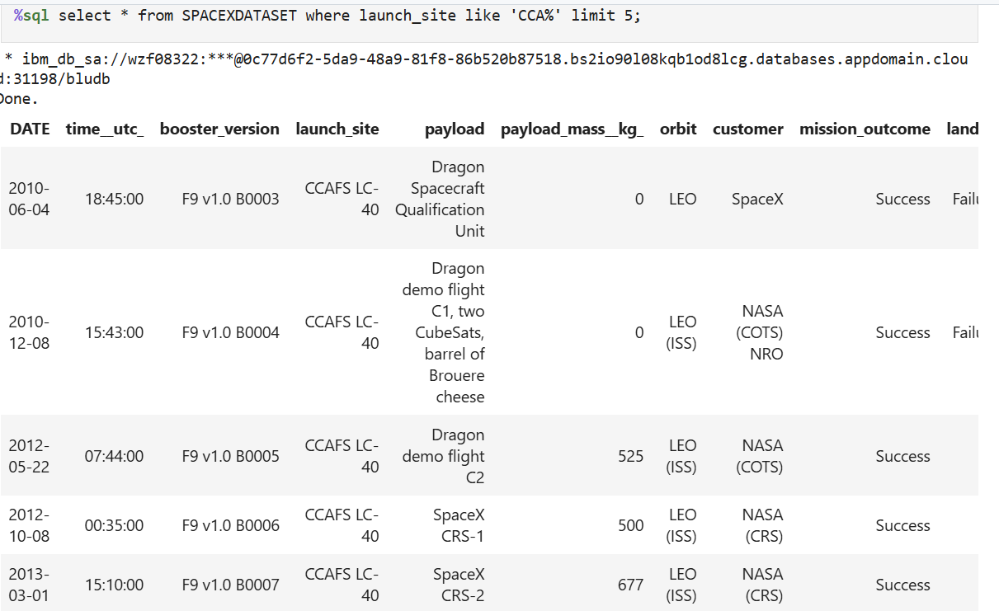 %sql select * from SPACEXDATASET where launch_site like 'CCA%' limit 5;
* ibm_db_sa://wzf08322:***@0c77d6f2-5da9-48a9-81f8-86b520b87518.bs2io90l08kqb1od8lcg.databases.appdomain.clou
d:31198/bludb
Done.
DATE time__utc_ booster_version launch_site payload payload_mass__kg_ orbit customer mission_outcome land
2010-06-04 18:45:00 F9 v1.0 B0003 CCAFS LC-40 Dragon Spacecraft Qualification Unit 0 LEO SpaceX Success Failu
2010-12-08 15:43:00 F9 v1.0 B0004 CCAFS LC-40 Dragon demo flight C1, two CubeSats, barrel of Brouere cheese 0 LEO (ISS) NASA (COTS) NRO Success Failu
2012-05-22 07:44:00 F9 v1.0 B0005 CCAFS LC-40 Dragon demo flight C2 525 LEO (ISS) NASA (COTS) Success
2012-10-08 00:35:00 F9 v1.0 B0006 CCAFS LC-40 SpaceX CRS-1 500 LEO (ISS) NASA (CRS) Success
2013-03-01 15:10:00 F9 v1.0 B0007 CCAFS LC-40 SpaceX CRS-2 677 LEO (ISS) NASA (CRS) Success